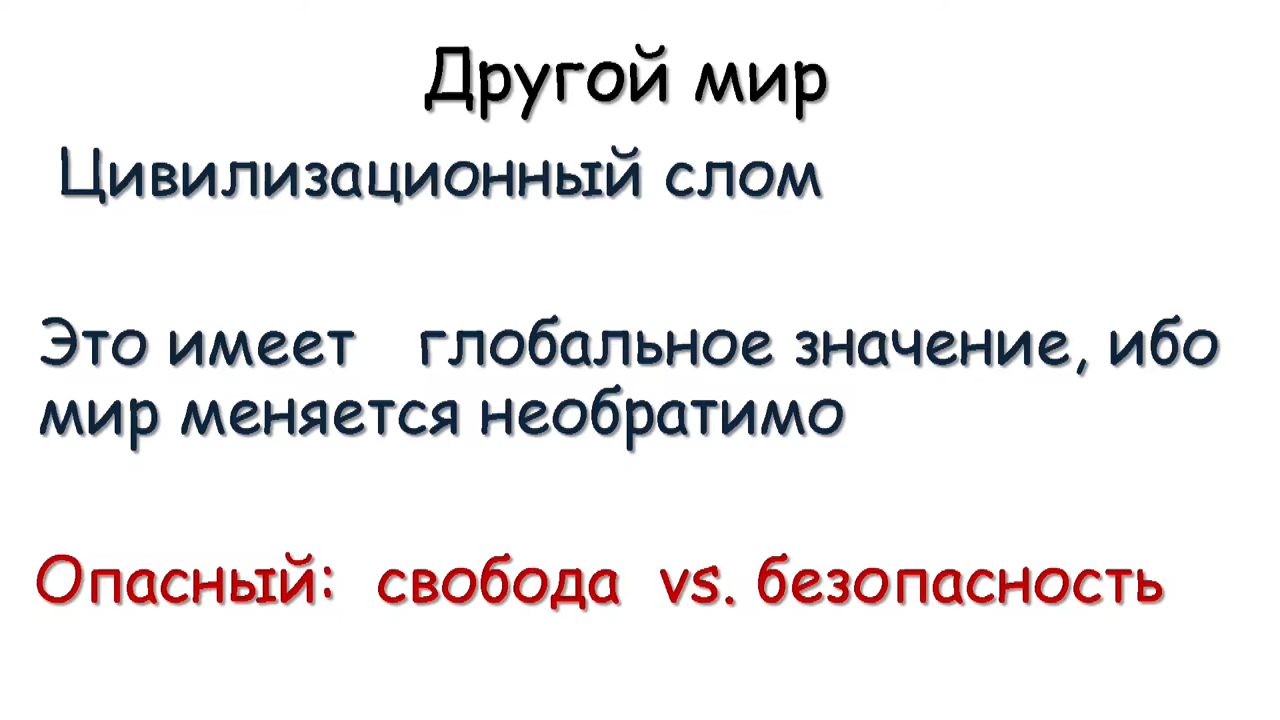 Другой мир
Цивилизационный слом
Это имеет глобальное значение, ибо
мир меняется необратимо
Опасный: свобода vs. безопасность